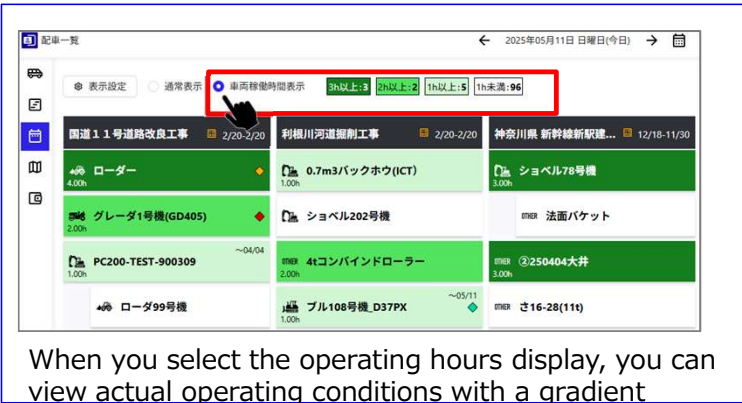 配車一覧
2025年05月11日 日曜日(今日)
表示設定 通常表示 車両稼働時間表示 3h以上:3 2h以上:2 1h以上:5 1h未満:96
国道11号道路改良工事 2/20-2/20
利根川河道掘削工事 2/20-2/20
神奈川県 新幹線新駅建... 12/18-11/30
ローダー
4.00h
0.7m3バックホウ(ICT)
1.00h
ショベル78号機
3.00h
グレーダ1号機(GD405)
2.00h
ショベル202号機
OTHER 法面バケット
~04/04
PC200-TEST-900309
1.00h
OTHER 4tコンバインドローラー
2.00h
OTHER ②250404大井
3.00h
ローダ99号機
~05/11
ブル108号機_D37PX
1.00h
OTHER さ16-28(11t)
When you select the operating hours display, you can
view actual operating conditions with a gradient